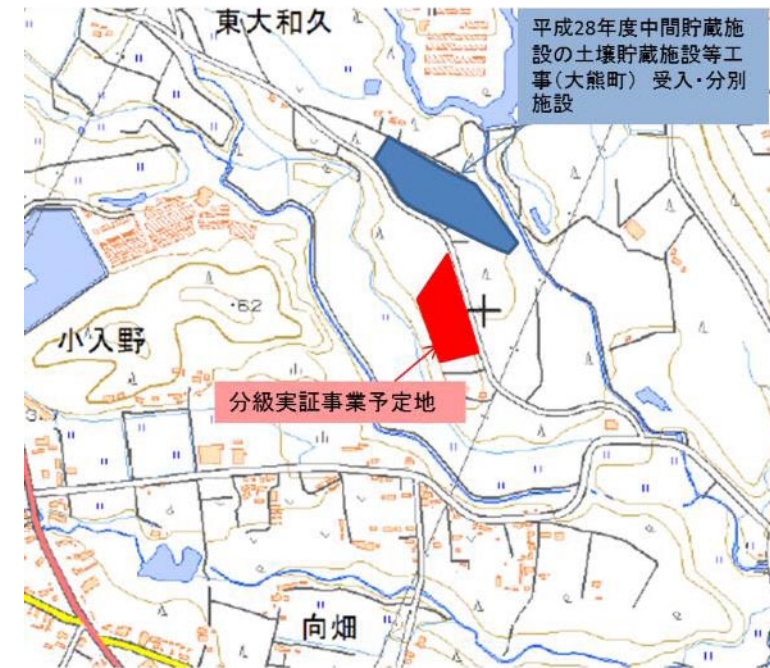 東大和久
平成28年度中間貯蔵施
設の土壌貯蔵施設等工
事(大熊町) 受入・分別
施設
・62
小入野
分級実証事業予定地
向畑